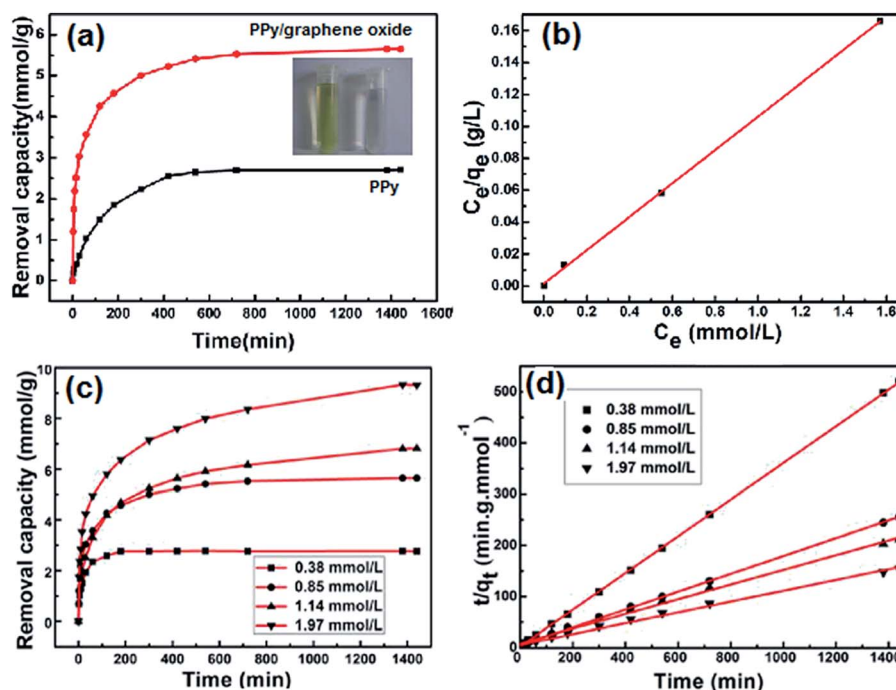 (a)
PPy/graphene oxide
PPy
Removal capacity(mmol/g)
6
5
4
3
2
1
0
0 200 400 600 800 1000 1200 1400 1600
Time(min)
(b)
Ce/qe (g/L)
0.16
0.14
0.12
0.10
0.08
0.06
0.04
0.02
0.00
0.0 0.2 0.4 0.6 0.8 1.0 1.2 1.4 1.6
Ce (mmol/L)
(c)
Removal capacity (mmol/g)
10
8
6
4
2
0
0.38 mmol/L
0.85 mmol/L
1.14 mmol/L
1.97 mmol/L
0 200 400 600 800 1000 1200 1400
Time (min)
(d)
t/qt (min.g.mmol-1)
500
400
300
200
100
0
0.38 mmol/L
0.85 mmol/L
1.14 mmol/L
1.97 mmol/L
0 200 400 600 800 1000 1200 1400
Time (min)